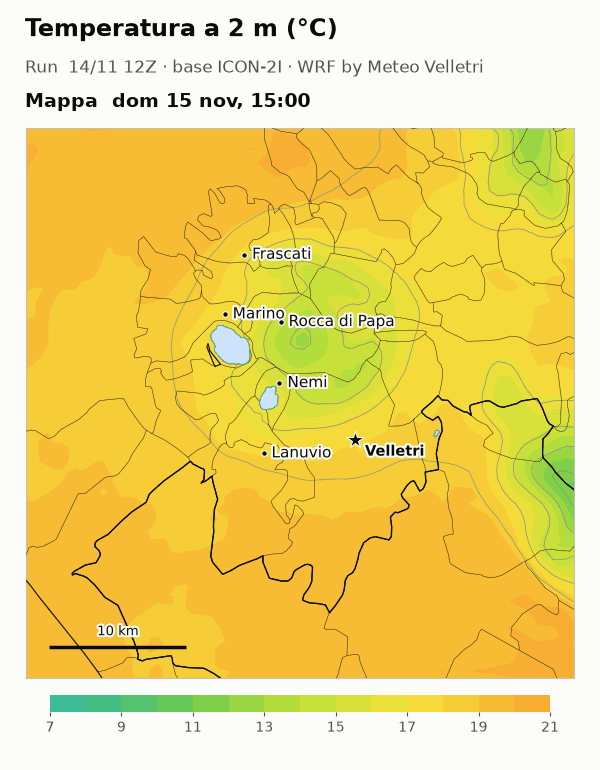 Temperatura a 2 m (°C)
Run  14/11 12Z · base ICON-2I · WRF by Meteo Velletri
Mappa  dom 15 nov, 15:00
Frascati
Marino
Rocca di Papa
Nemi
Velletri
Lanuvio
10 km
7 9 11 13 15 17 19 21